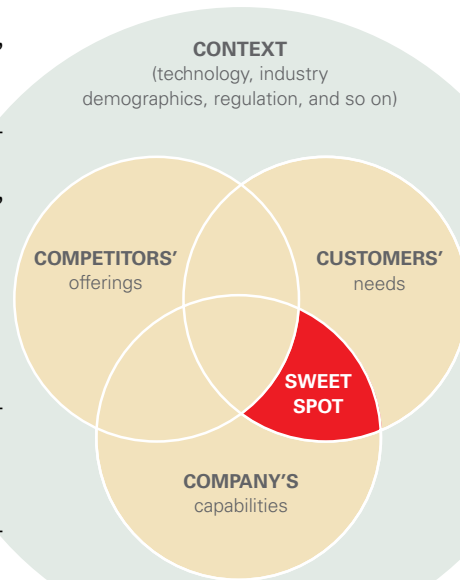 CONTEXT
(technology, industry
demographics, regulation, and so on)
COMPETITORS’
offerings
CUSTOMERS’
needs
SWEET
SPOT
COMPANY’S
capabilities